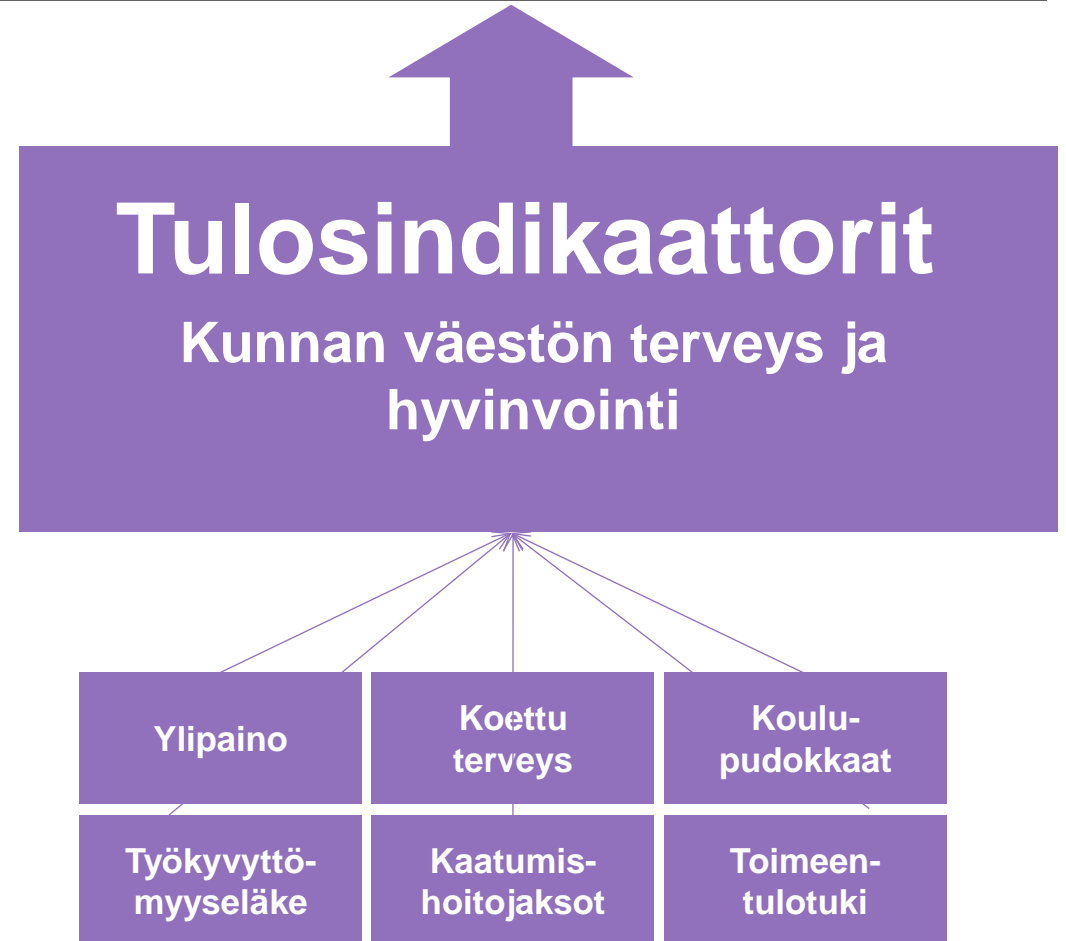 Tulosindikaattorit
Kunnan väestön terveys ja
hyvinvointi
Ylipaino
Koettu
terveys
Koulu-
pudokkaat
Työkyvyttö-
myyseläke
Kaatumis-
hoitojaksot
Toimeen-
tulotuki